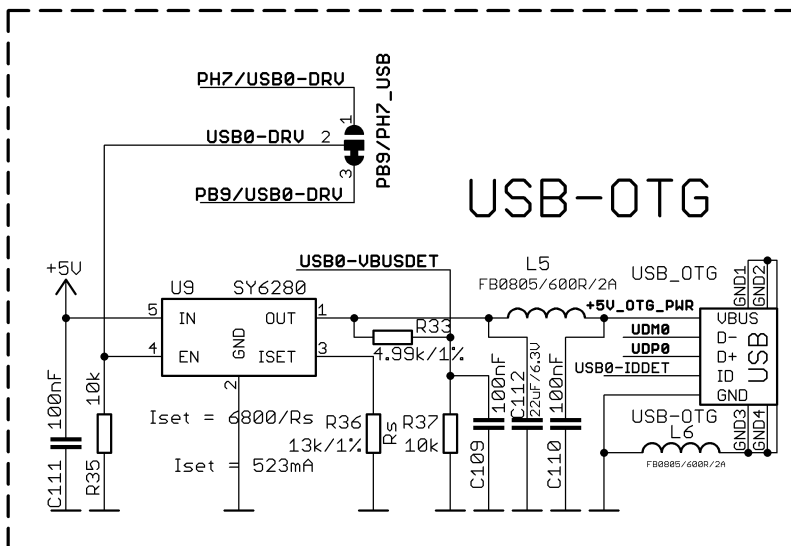 PH7/USB0-DRV
USB0-DRV
PB9/USB0-DRV
1
2
3
PB9/PH7_USB
USB-OTG
USB0-VBUSDET
+5V
U9
SY6280
5
IN
OUT
1
4
EN
GND
ISET
3
2
R33
4.99k/1%
L5
FB0805/600R/2A
+5V_OTG_PWR
USB_OTG
GND1
GND2
VBUS
UDM0
D-
UDP0
D+
USB0-IDDET
ID
GND
USB
USB-OTG
GND3
GND4
L6
FB0805/600R/2A
100nF
C111
10k
R35
Iset = 6800/Rs
Iset = 523mA
R36
13k/1%
Rs
R37
10k
100nF
C109
C112
22uF/6.3V
100nF
C110